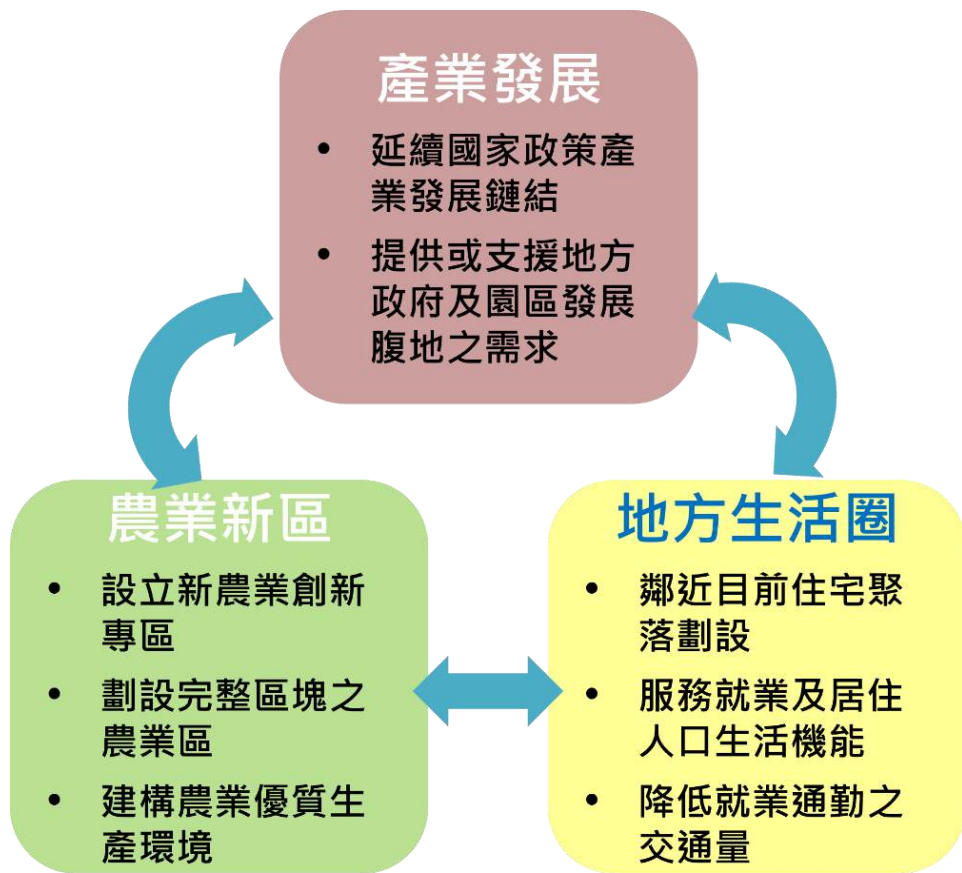 產業發展
• 延續國家政策產
業發展鏈結
• 提供或支援地方
政府及園區發展
腹地之需求
農業新區
• 設立新農業創新
專區
• 劃設完整區塊之
農業區
• 建構農業優質生
產環境
地方生活圈
• 鄰近目前住宅聚
落劃設
• 服務就業及居住
人口生活機能
• 降低就業通勤之
交通量